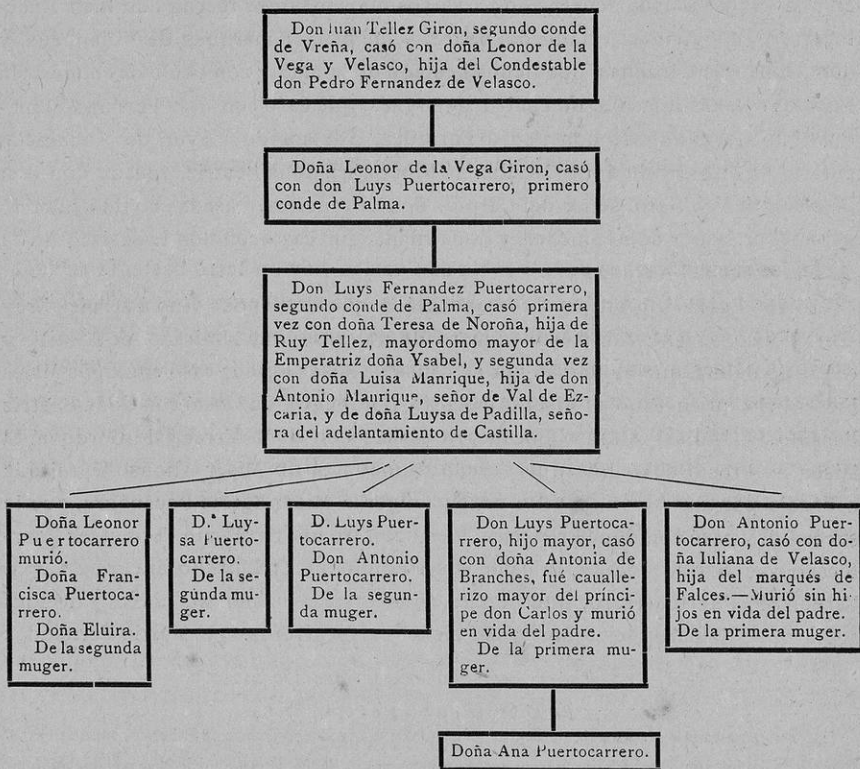 Don Iuan Tellez Giron, segundo conde
de Vreña, casó con doña Leonor de la
Vega y Velasco, hija del Condestable
don Pedro Fernandez de Velasco.
Doña Leonor de la Vega Giron, casó
con don Luys Puertocarrero, primero
conde de Palma.
Don Luys Fernandez Puertocarrero,
segundo conde de Palma, casó primera
vez con doña Teresa de Noroña, hija de
Ruy Tellez, mayordomo mayor de la
Emperatriz doña Ysabel, y segunda vez
con doña Luisa Manrique, hija de don
Antonio Manrique, señor de Val de Ez-
caria, y de doña Luysa de Padilla, seño-
ra del adelantamiento de Castilla.
Doña Leonor
Puertocarrero
murió.
Doña Fran-
cisca Puertoca-
rrero.
Doña Eluira.
De la segunda
muger.
D.ª Luy-
sa Puerto-
carrero.
De la se-
gunda mu-
ger.
D. Luys Puer-
tocarrero.
Don Antonio
Puertocarrero.
De la segun-
da muger.
Don Luys Puertoca-
rrero, hijo mayor, casó
con doña Antonia de
Branches, fué caualle-
rizo mayor del prínci-
pe don Carlos y murió
en vida del padre.
De la primera mu-
ger.
Don Antonio Puer-
tocarrero, casó con do-
ña Iuliana de Velasco,
hija del marqués de
Falces.—Murió sin hi-
jos en vida del padre.
De la primera muger.
Doña Ana Puertocarrero.